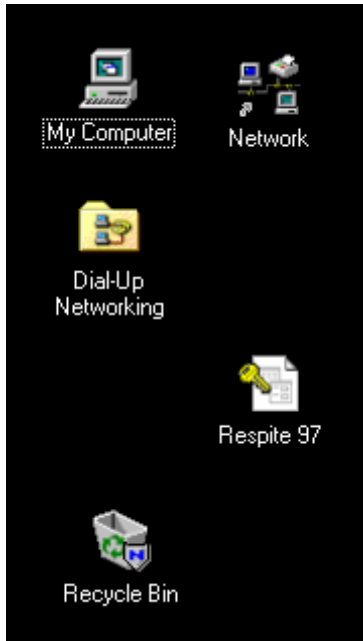 My Computer
Network
Dial-Up
Networking
Respite 97
Recycle Bin